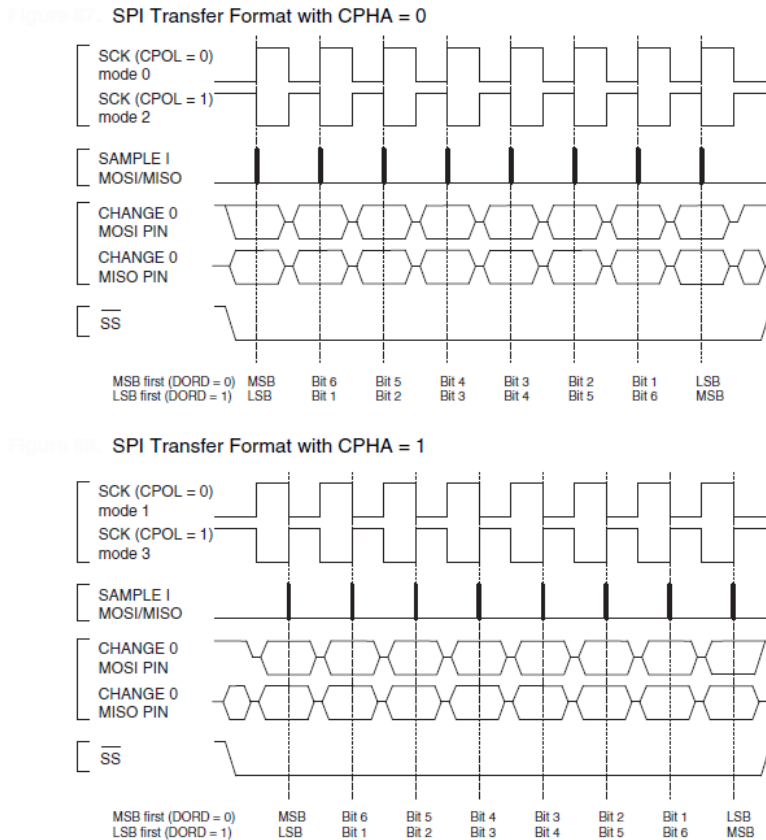 SPI Transfer Format with CPHA = 0
SCK (CPOL = 0)
mode 0
SCK (CPOL = 1)
mode 2
SAMPLE I
MOSI/MISO
CHANGE 0
MOSI PIN
CHANGE 0
MISO PIN
SS
MSB first (DORD = 0) MSB Bit 6 Bit 5 Bit 4 Bit 3 Bit 2 Bit 1 LSB
LSB first (DORD = 1) LSB Bit 1 Bit 2 Bit 3 Bit 4 Bit 5 Bit 6 MSB
SPI Transfer Format with CPHA = 1
SCK (CPOL = 0)
mode 1
SCK (CPOL = 1)
mode 3
SAMPLE I
MOSI/MISO
CHANGE 0
MOSI PIN
CHANGE 0
MISO PIN
SS
MSB first (DORD = 0) MSB Bit 6 Bit 5 Bit 4 Bit 3 Bit 2 Bit 1 LSB
LSB first (DORD = 1) LSB Bit 1 Bit 2 Bit 3 Bit 4 Bit 5 Bit 6 MSB